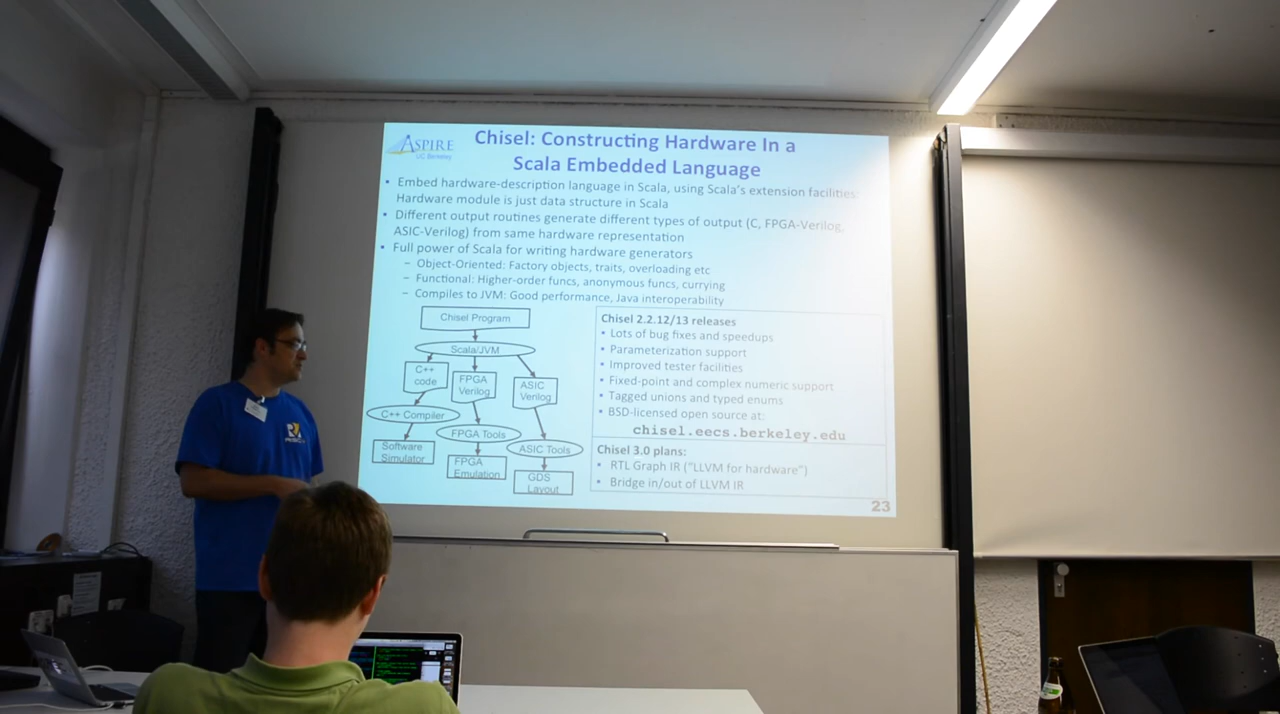 ASPIRE
UC Berkeley
Chisel: Constructing Hardware In a
Scala Embedded Language
• Embed hardware-description language in Scala, using Scala's extension facilities:
Hardware module is just data structure in Scala
• Different output routines generate different types of output (C, FPGA-Verilog,
ASIC-Verilog) from same hardware representation
• Full power of Scala for writing hardware generators
– Object-Oriented: Factory objects, traits, overloading etc
– Functional: Higher-order funcs, anonymous funcs, currying
– Compiles to JVM: Good performance, Java interoperability
Chisel Program
Scala/JVM
C++
code
FPGA
Verilog
ASIC
Verilog
C++ Compiler
FPGA Tools
ASIC Tools
Software
Simulator
FPGA
Emulation
GDS
Layout
Chisel 2.2.12/13 releases
• Lots of bug fixes and speedups
• Parameterization support
• Improved tester facilities
• Fixed-point and complex numeric support
• Tagged unions and typed enums
• BSD-licensed open source at:
chisel.eecs.berkeley.edu
Chisel 3.0 plans:
• RTL Graph IR ("LLVM for hardware")
• Bridge in/out of LLVM IR
23